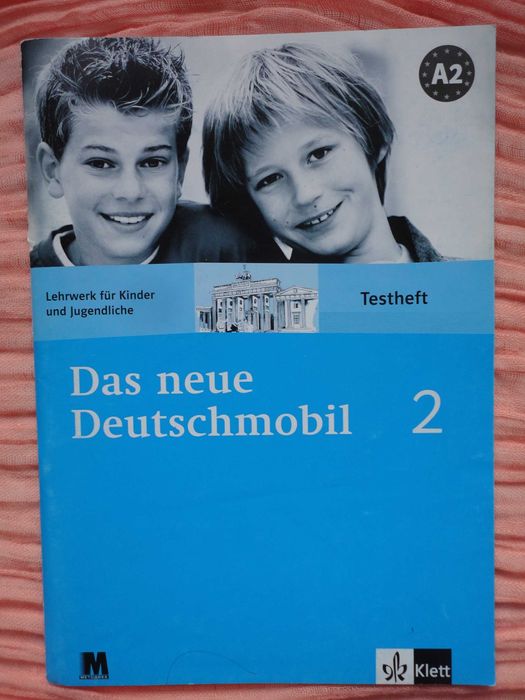 A2
Lehrwerk für Kinder
und Jugendliche
Testheft
Das neue
Deutschmobil 2
М
Klett